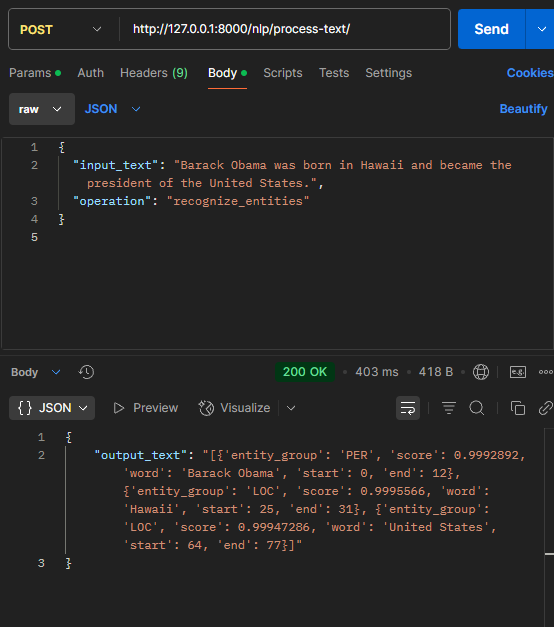 POST http://127.0.0.1:8000/nlp/process-text/ Send
Params Auth Headers (9) Body Scripts Tests Settings Cookies
raw JSON Beautify
1 {
2 "input_text": "Barack Obama was born in Hawaii and became the
president of the United States.",
3 "operation": "recognize_entities"
4 }
5
Body 200 OK • 403 ms • 418 B • e.g.
{} JSON Preview Visualize
1 {
2 "output_text": "[{'entity_group': 'PER', 'score': 0.9992892,
'word': 'Barack Obama', 'start': 0, 'end': 12},
{'entity_group': 'LOC', 'score': 0.9995566, 'word':
'Hawaii', 'start': 25, 'end': 31}, {'entity_group':
'LOC', 'score': 0.99947286, 'word': 'United States',
'start': 64, 'end': 77}]"
3 }